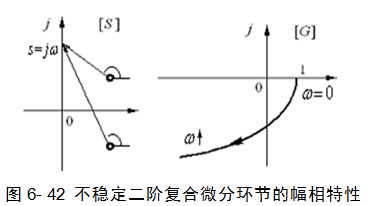 j [S]
s=jω
0
j [G]
1
0
ω=0
ω↑
图 6- 42 不稳定二阶复合微分环节的幅相特性